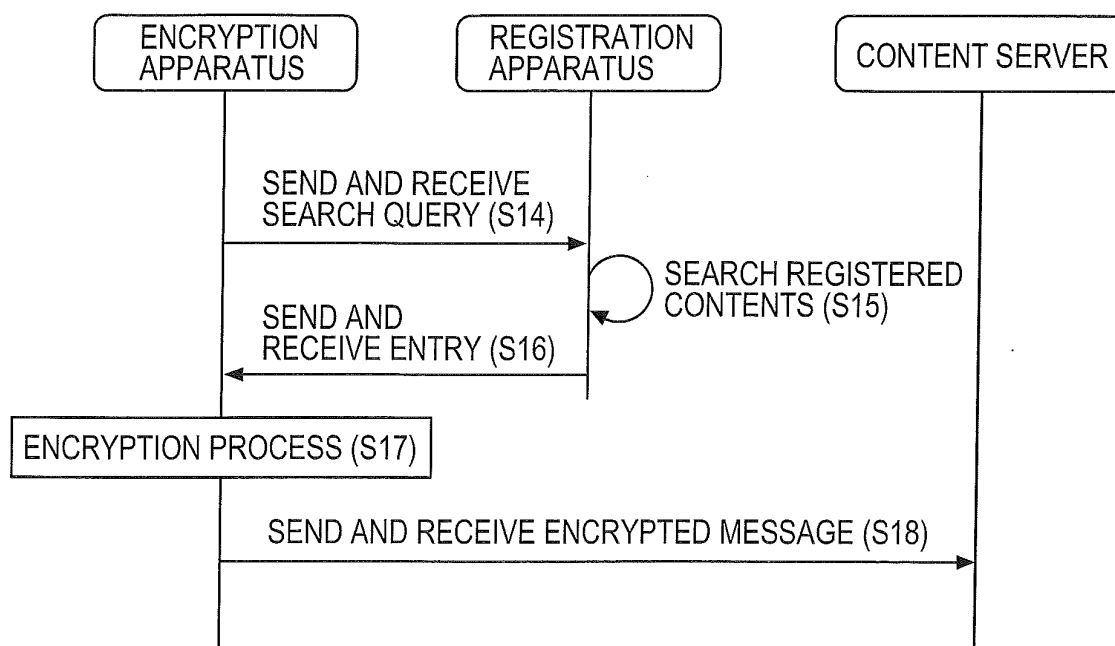 ENCRYPTION
APPARATUS
REGISTRATION
APPARATUS
CONTENT SERVER
SEND AND RECEIVE
SEARCH QUERY (S14)
SEARCH REGISTERED
CONTENTS (S15)
SEND AND
RECEIVE ENTRY (S16)
ENCRYPTION PROCESS (S17)
SEND AND RECEIVE ENCRYPTED MESSAGE (S18)